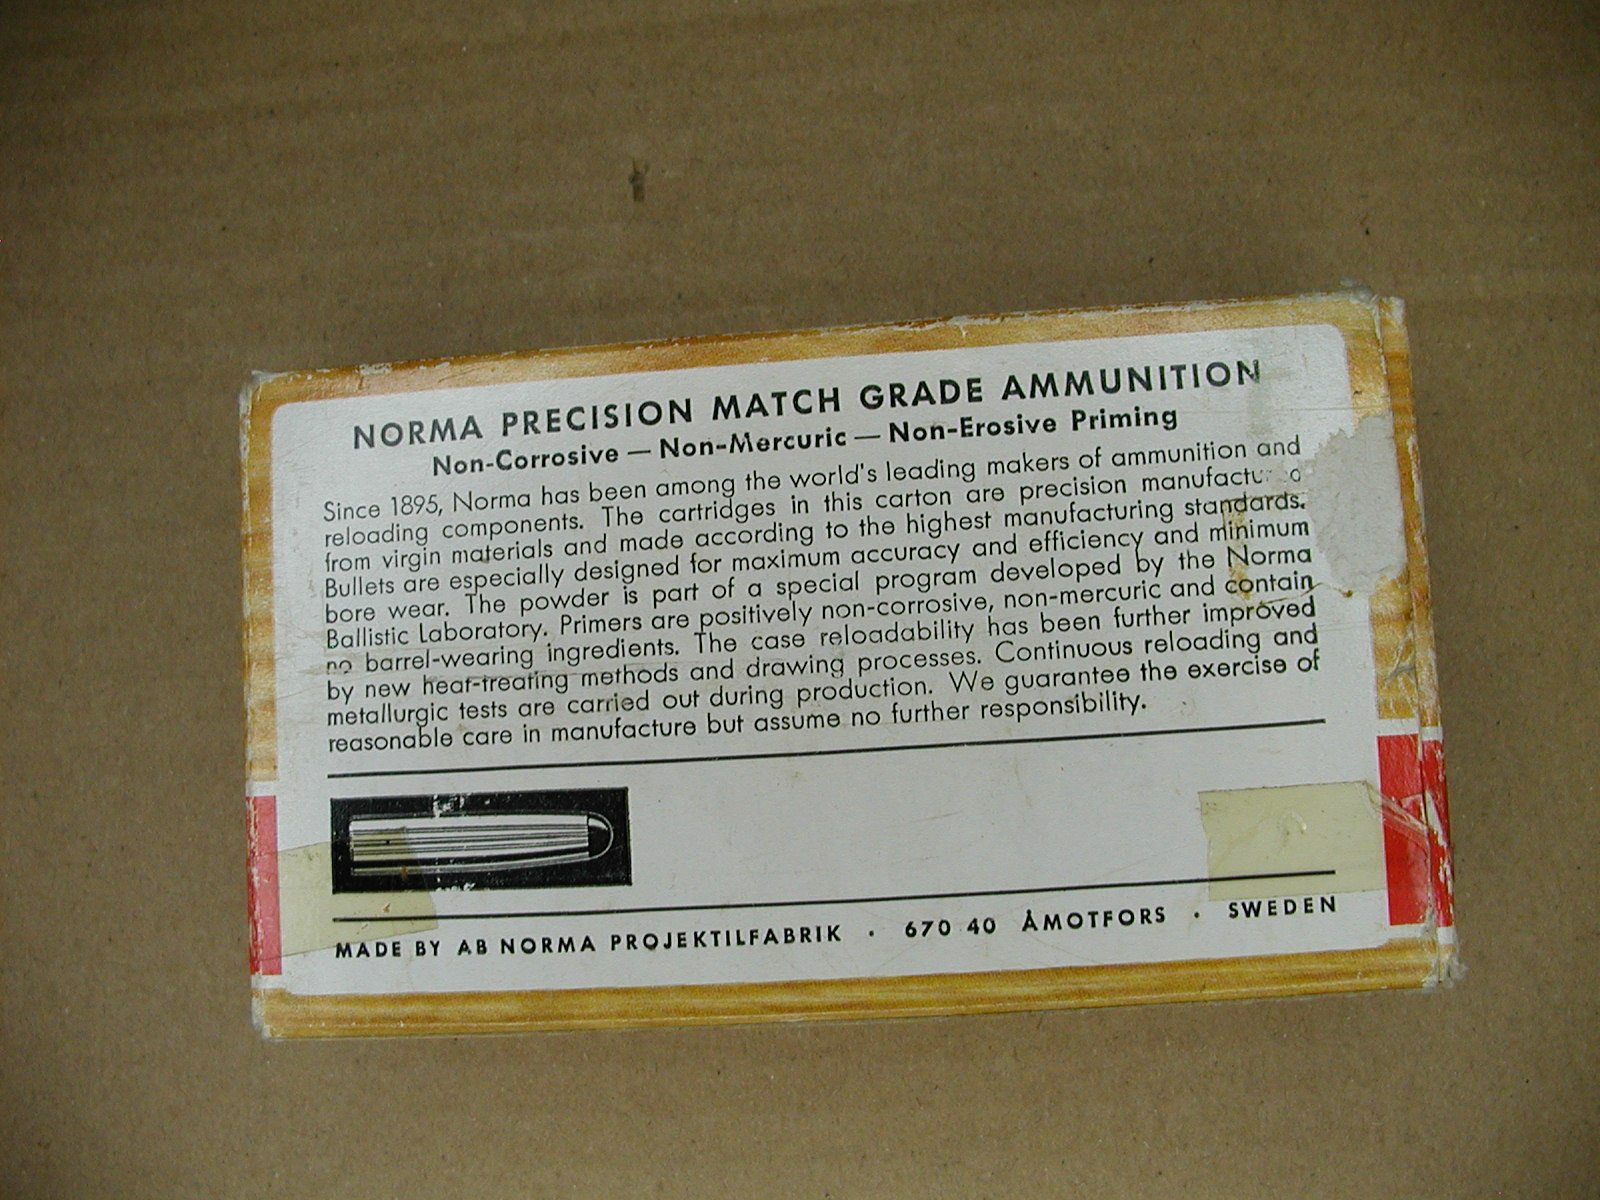 NORMA PRECISION MATCH GRADE AMMUNITION
Non-Corrosive — Non-Mercuric — Non-Erosive Priming
Since 1895, Norma has been among the world's leading makers of ammunition and
reloading components. The cartridges in this carton are precision
from virgin materials and made according to the highest manufacturing standards.
Bullets are especially designed for maximum accuracy and efficiency and minimum
bore wear. The powder is part of a special program developed by the Norma
Ballistic Laboratory. Primers are positively non-corrosive, non-mercuric and contain
no barrel-wearing ingredients. The case reloadability has been further improved
by new heat-treating methods and drawing processes. Continuous reloading and
metallurgic tests are carried out during production. We guarantee the exercise of
reasonable care in manufacture but assume no further responsibility.
MADE BY AB NORMA PROJEKTILFABRIK · 670 40 ÅMOTFORS · SWEDEN